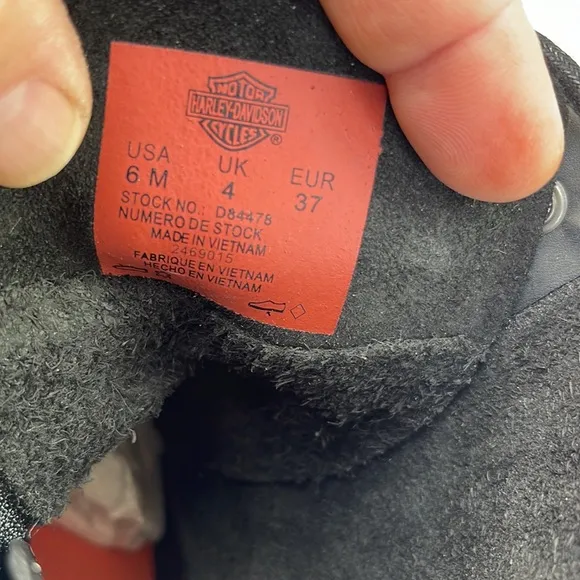 MOTOR
HARLEY-DAVIDSON
CYCLES
®
USA UK EUR
6 M 4 37
STOCK NO.: D84478
NUMERO DE STOCK
MADE IN VIETNAM
2469015
FABRIQUE EN VIETNAM
HECHO EN VIETNAM